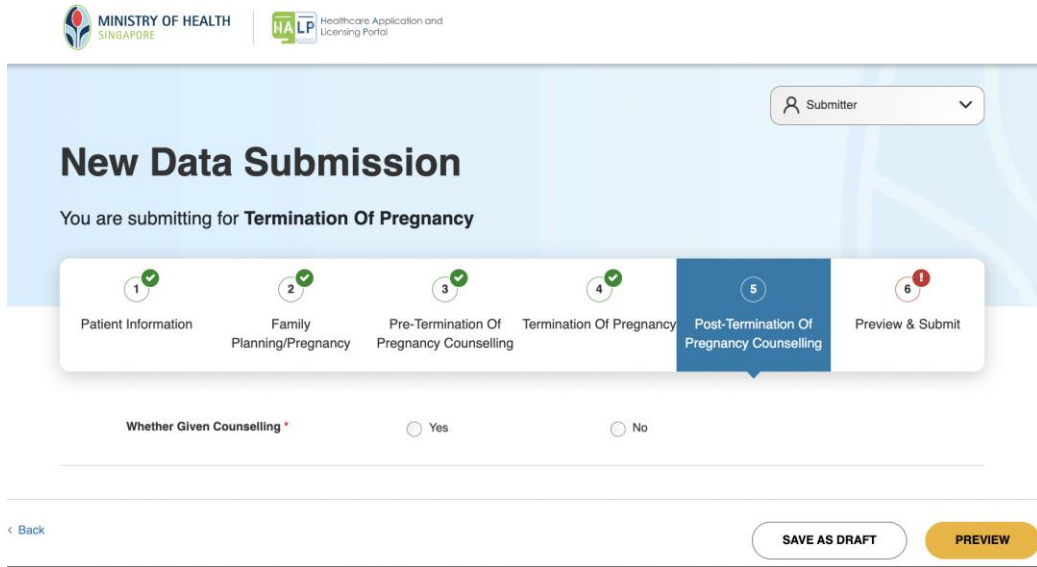 MINISTRY OF HEALTH
SINGAPORE
HALP
Healthcare Application and
Licensing Portal
Submitter
New Data Submission
You are submitting for Termination Of Pregnancy
1
Patient Information
2
Family
Planning/Pregnancy
3
Pre-Termination Of
Pregnancy Counselling
4
Termination Of Pregnancy
5
Post-Termination Of
Pregnancy Counselling
6
Preview & Submit
Whether Given Counselling *
Yes
No
< Back
SAVE AS DRAFT
PREVIEW